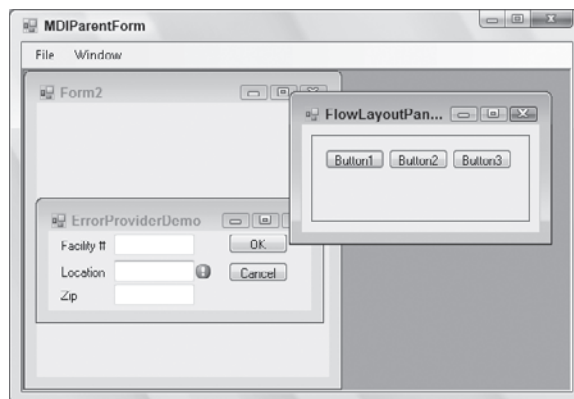 MDIParentForm
File Window
Form2
FlowLayoutPan...
Button1 Button2 Button3
ErrorProviderDemo
Facility # OK
Location Cancel
Zip